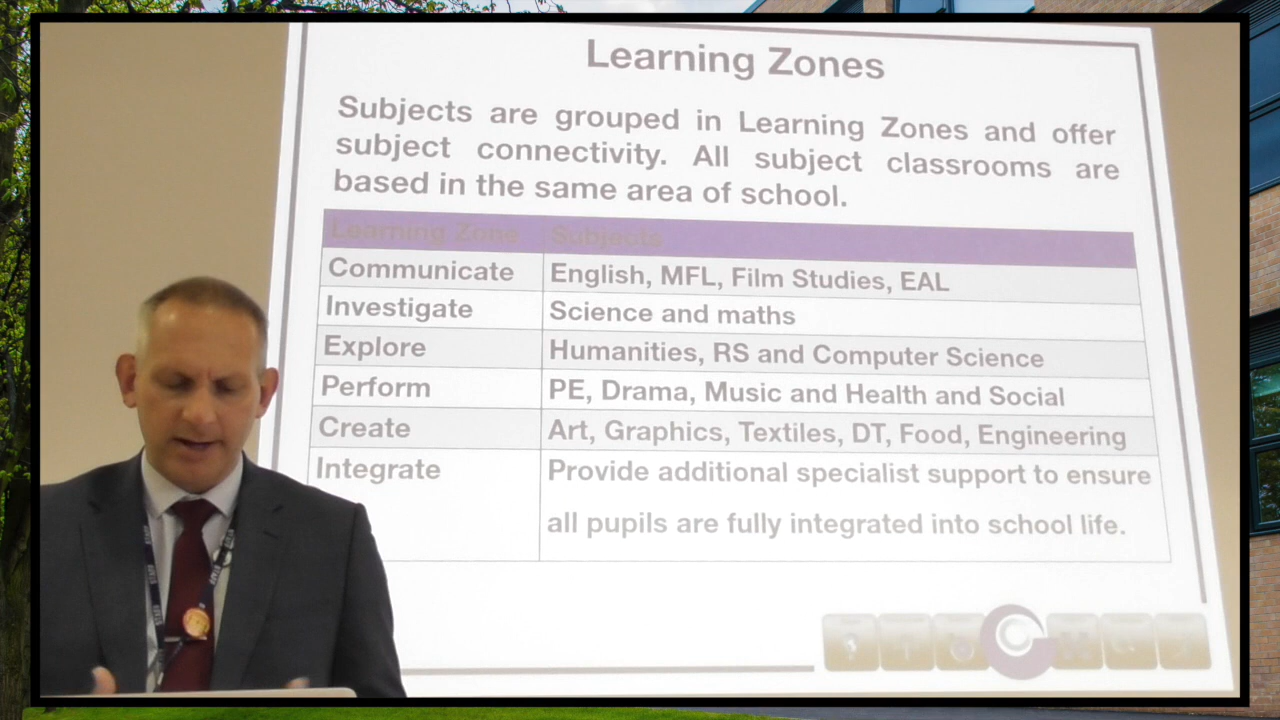 Learning Zones
Subjects are grouped in Learning Zones and offer
subject connectivity. All subject classrooms are
based in the same area of school.
Learning Zone Subjects
Communicate English, MFL, Film Studies, EAL
Investigate Science and maths
Explore Humanities, RS and Computer Science
Perform PE, Drama, Music and Health and Social
Create Art, Graphics, Textiles, DT, Food, Engineering
Integrate Provide additional specialist support to ensure
all pupils are fully integrated into school life.